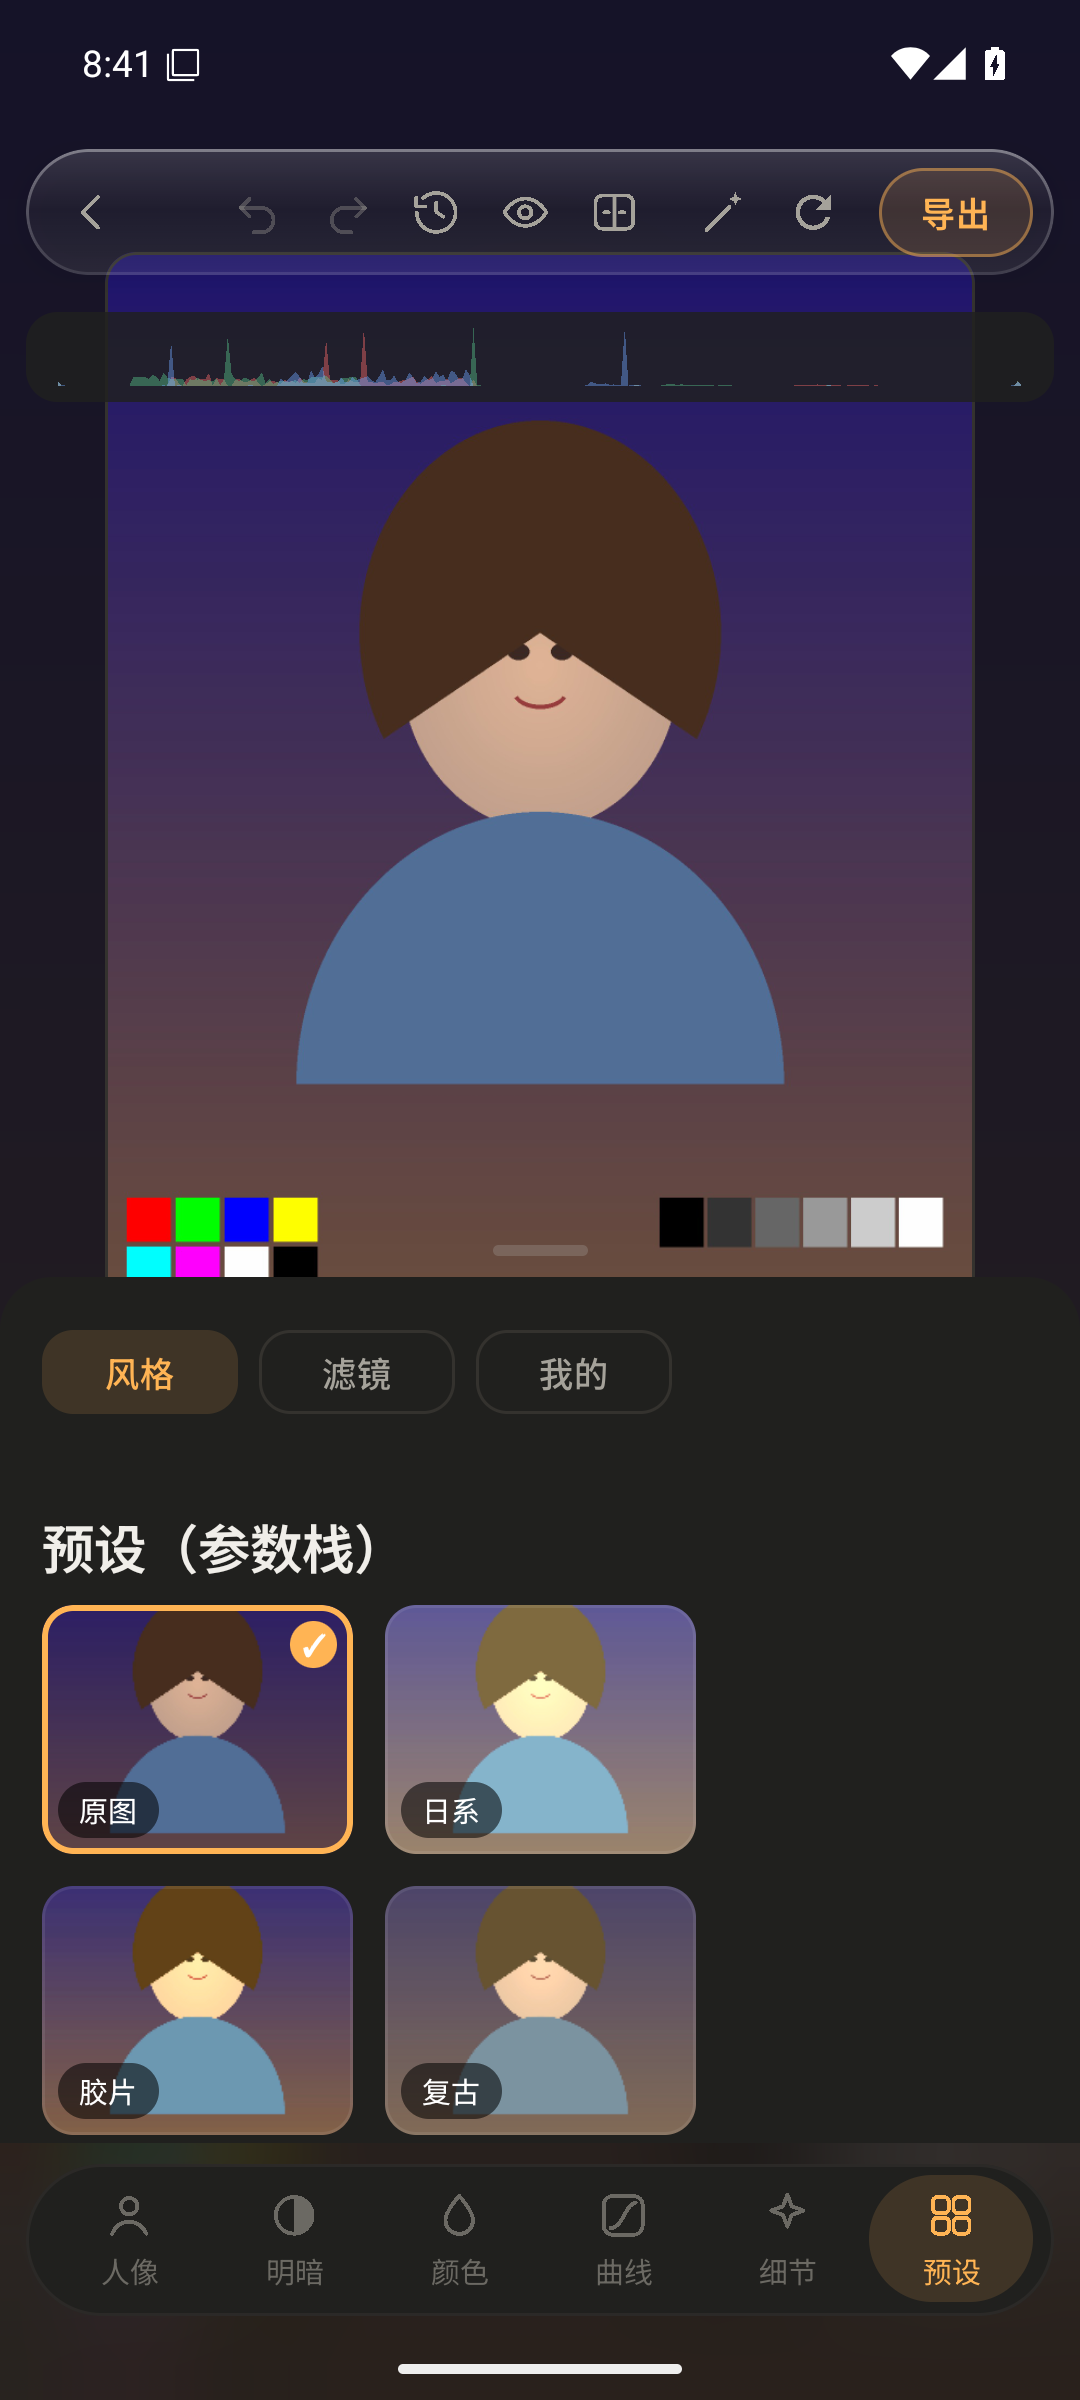 8:41
导出
风格
滤镜
我的
预设（参数栈）
原图
日系
胶片
复古
人像
明暗
颜色
曲线
细节
预设